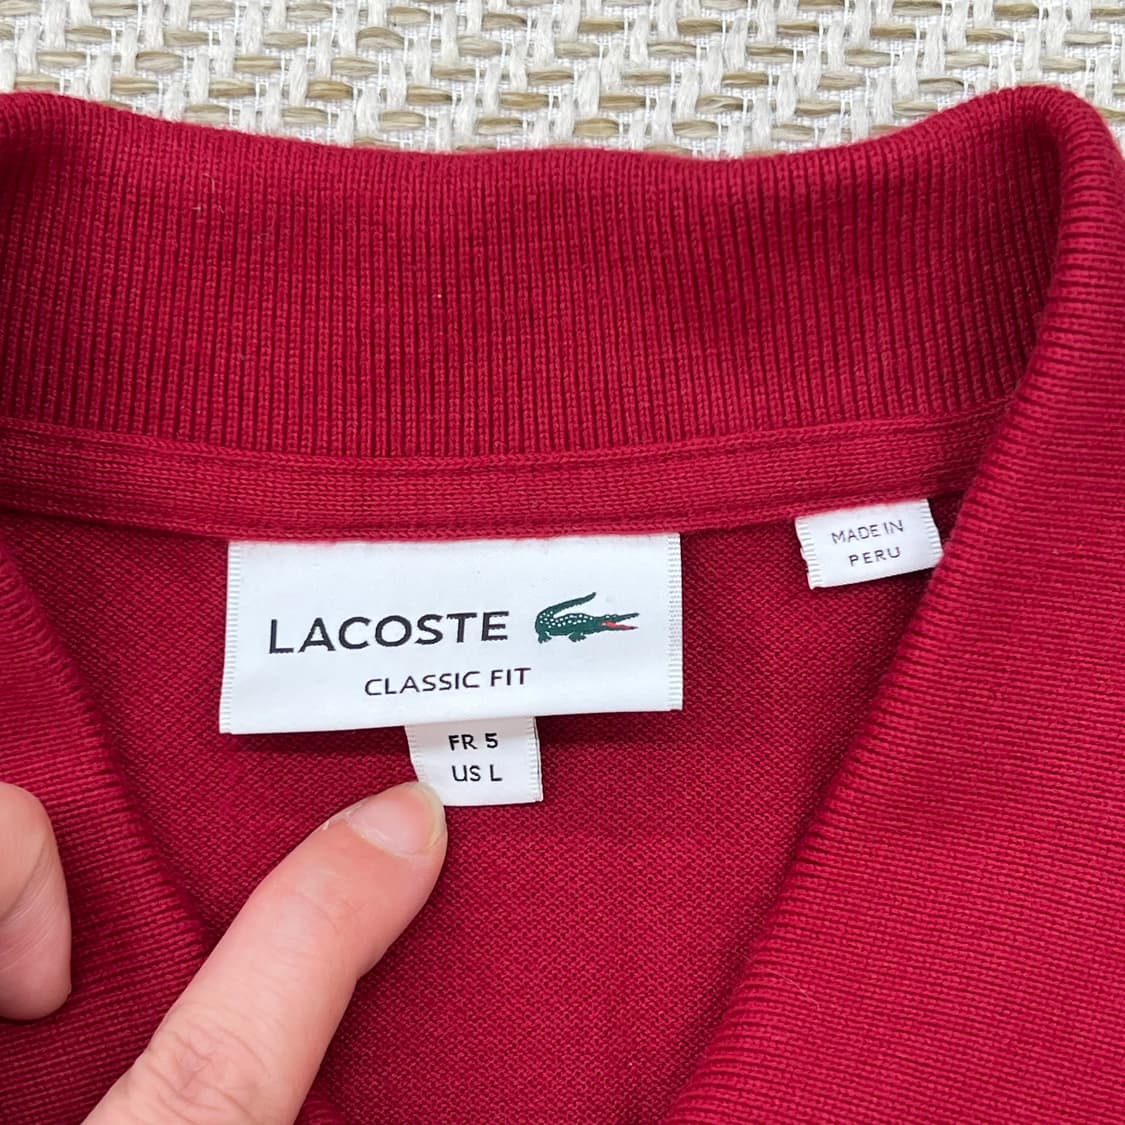 MADE IN
PERU
LACOSTE
CLASSIC FIT
FR 5
US L